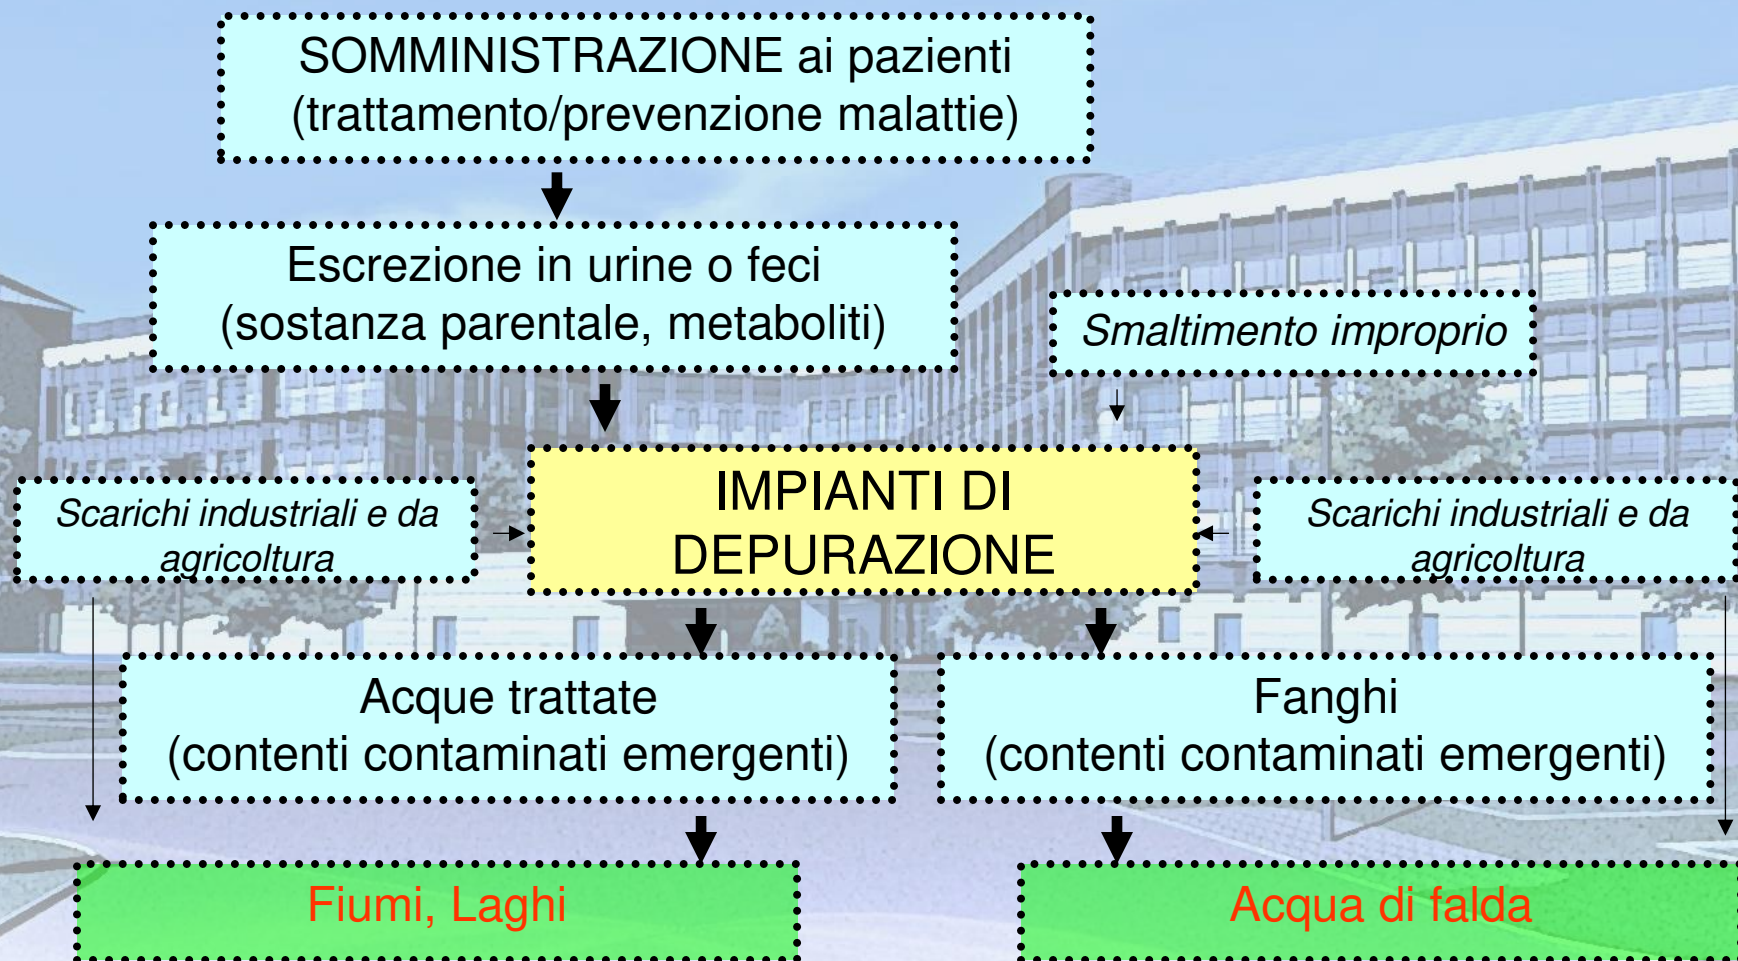 SOMMINISTRAZIONE ai pazienti
(trattamento/prevenzione malattie)
Escrezione in urine o feci
(sostanza parentale, metaboliti)
Smaltimento improprio
Scarichi industriali e da
agricoltura
IMPIANTI DI
DEPURAZIONE
Scarichi industriali e da
agricoltura
Acque trattate
(contenti contaminati emergenti)
Fanghi
(contenti contaminati emergenti)
Fiumi, Laghi
Acqua di falda